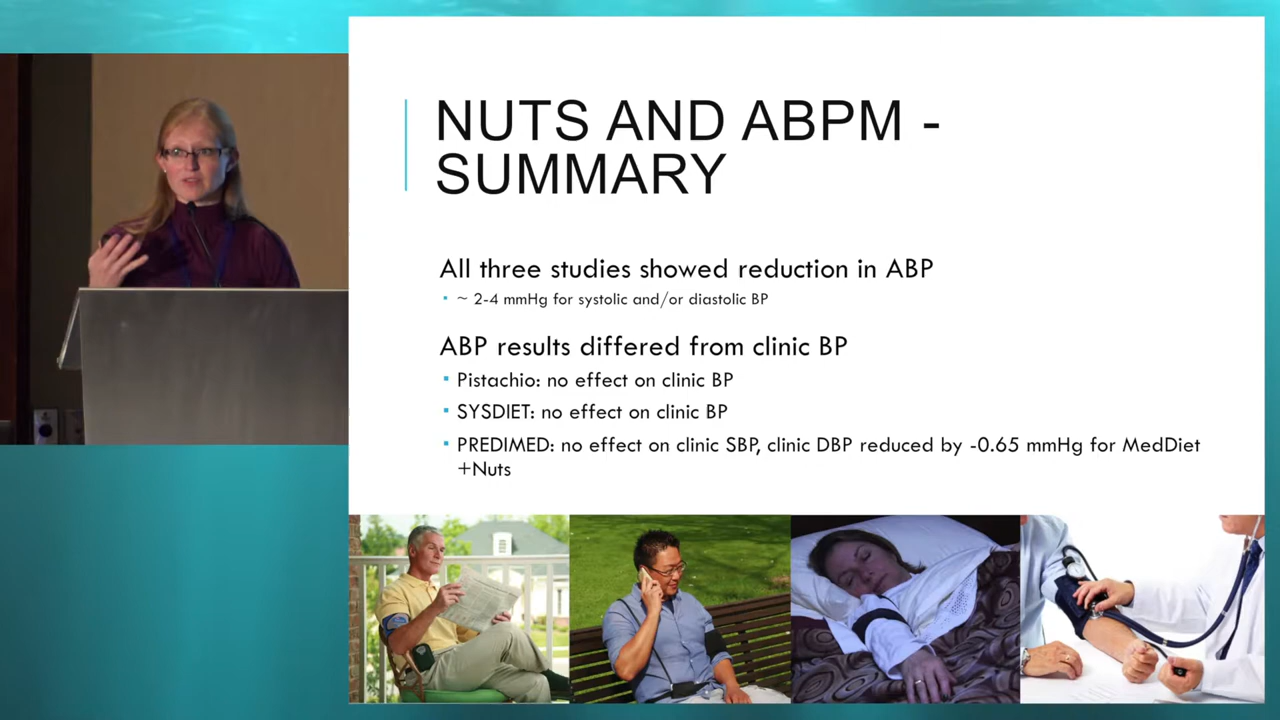 NUTS AND ABPM -
SUMMARY
All three studies showed reduction in ABP
▪ ~ 2-4 mmHg for systolic and/or diastolic BP
ABP results differed from clinic BP
▪ Pistachio: no effect on clinic BP
▪ SYSDIET: no effect on clinic BP
▪ PREDIMED: no effect on clinic SBP, clinic DBP reduced by -0.65 mmHg for MedDiet
+Nuts